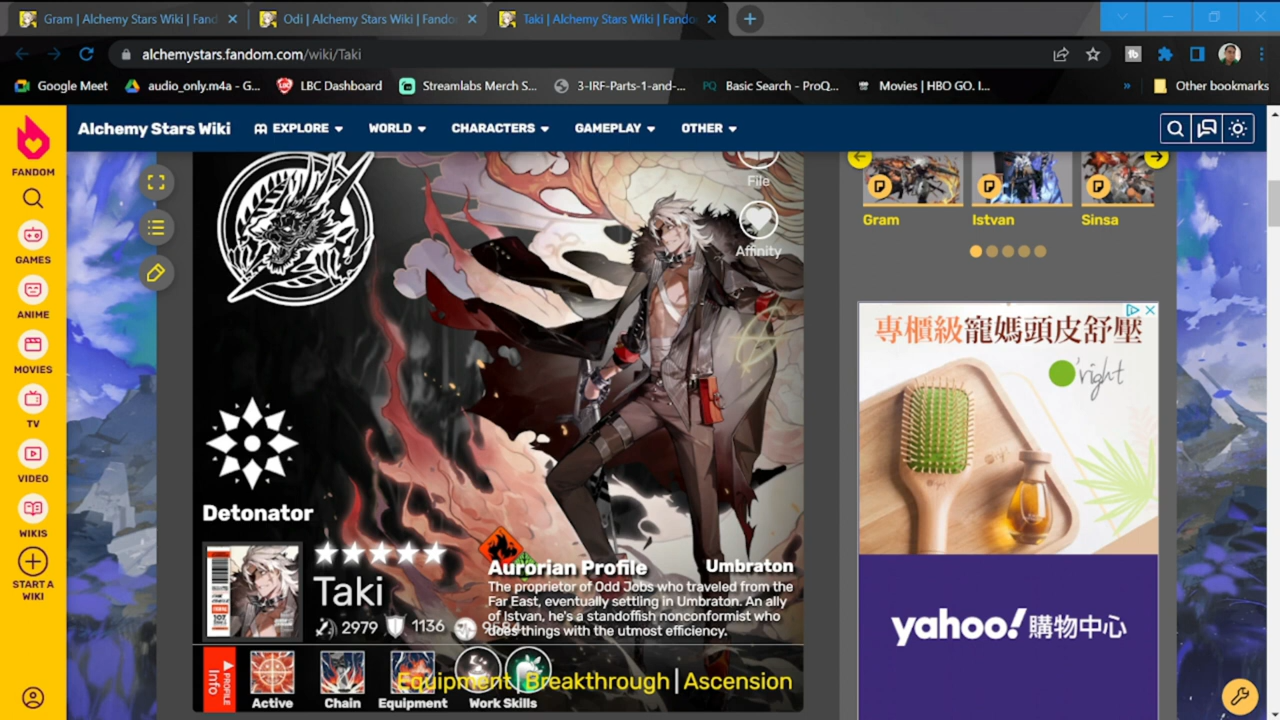 Gram | Alchemy Stars Wiki | Fand
Odi | Alchemy Stars Wiki | Fando
Taki | Alchemy Stars Wiki | Fando
alchemystars.fandom.com/wiki/Taki
Google Meet
audio_only.m4a - G...
LBC Dashboard
Streamlabs Merch S...
3-IRF-Parts-1-and-...
PQ Basic Search - ProQ...
Movies | HBO GO. I...
»
Other bookmarks
FANDOM
GAMES
ANIME
MOVIES
TV
VIDEO
WIKIS
START A
WIKI
Alchemy Stars Wiki
EXPLORE
WORLD
CHARACTERS
GAMEPLAY
OTHER
File
Affinity
Detonator
Taki
2979
1136
Aurorian Profile
Umbraton
The proprietor of Odd Jobs who traveled from the
Far East, eventually settling in Umbraton. An ally
of Istvan, he's a standoffish nonconformist who
does things with the utmost efficiency.
PROFILE
Info
Active
Chain
Equipment
Work Skills
Equipment | Breakthrough | Ascension
Gram
Istvan
Sinsa
專櫃級寵媽頭皮舒壓
O'right
yahoo! 購物中心